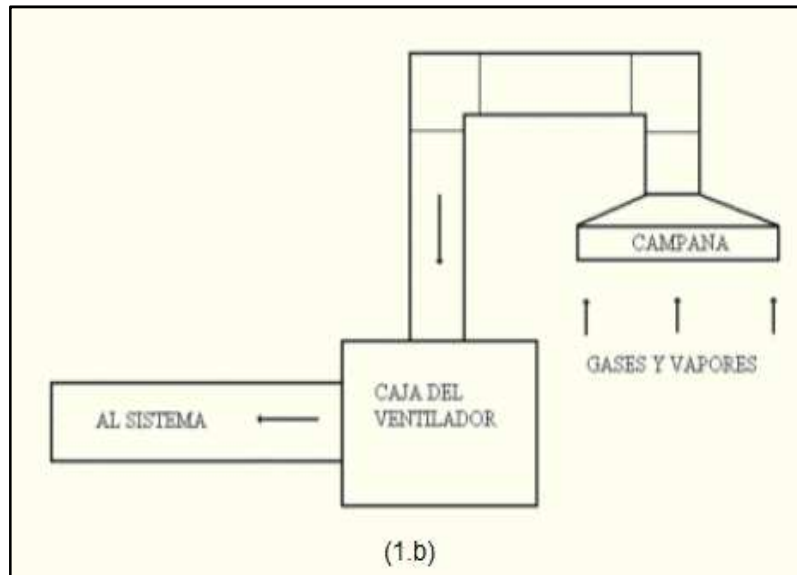 CAMPANA
GASES Y VAPORES
CAJA DEL
VENTILADOR
AL SISTEMA
(1.b)